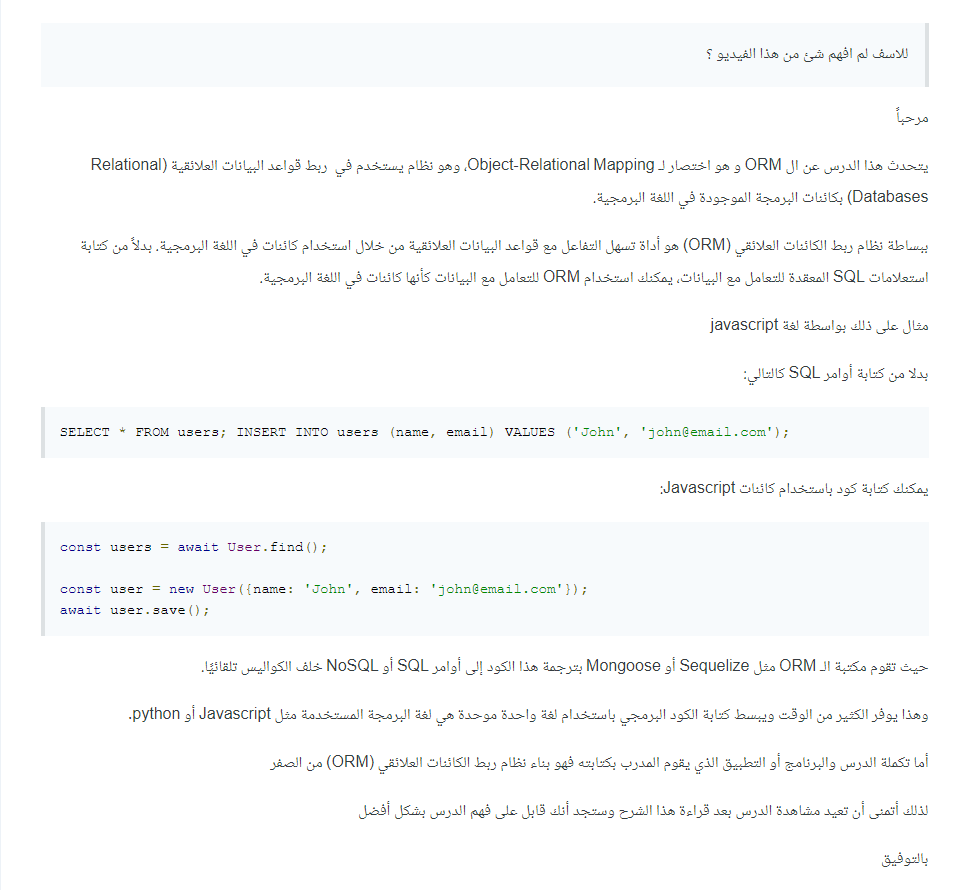 للاسف لم افهم شئ من هذا الفيديو ؟
مرحباً
يتحدث هذا الدرس عن ال ORM و هو اختصار لـ Object-Relational Mapping، وهو نظام يستخدم في ربط قواعد البيانات العلائقية (Relational
Databases) بكائنات البرمجة الموجودة في اللغة البرمجية.
ببساطة نظام ربط الكائنات العلائقي (ORM) هو أداة تسهل التفاعل مع قواعد البيانات العلائقية من خلال استخدام كائنات في اللغة البرمجية. بدلاً من كتابة
استعلامات SQL المعقدة للتعامل مع البيانات، يمكنك استخدام ORM للتعامل مع البيانات كأنها كائنات في اللغة البرمجية.
مثال على ذلك بواسطة لغة javascript
بدلا من كتابة أوامر SQL كالتالي:
SELECT * FROM users; INSERT INTO users (name, email) VALUES ('John', 'john@email.com');
يمكنك كتابة كود باستخدام كائنات Javascript:
const users = await User.find();
const user = new User({name: 'John', email: 'john@email.com'});
await user.save();
حيث تقوم مكتبة الـ ORM مثل Sequelize أو Mongoose بترجمة هذا الكود إلى أوامر SQL أو NoSQL خلف الكواليس تلقائيًا.
وهذا يوفر الكثير من الوقت ويبسط كتابة الكود البرمجي باستخدام لغة واحدة موحدة هي لغة البرمجة المستخدمة مثل Javascript أو python.
أما تكملة الدرس والبرنامج أو التطبيق الذي يقوم المدرب بكتابته فهو بناء نظام ربط الكائنات العلائقي (ORM) من الصفر
لذلك أتمنى أن تعيد مشاهدة الدرس بعد قراءة هذا الشرح وستجد أنك قابل على فهم الدرس بشكل أفضل
بالتوفيق